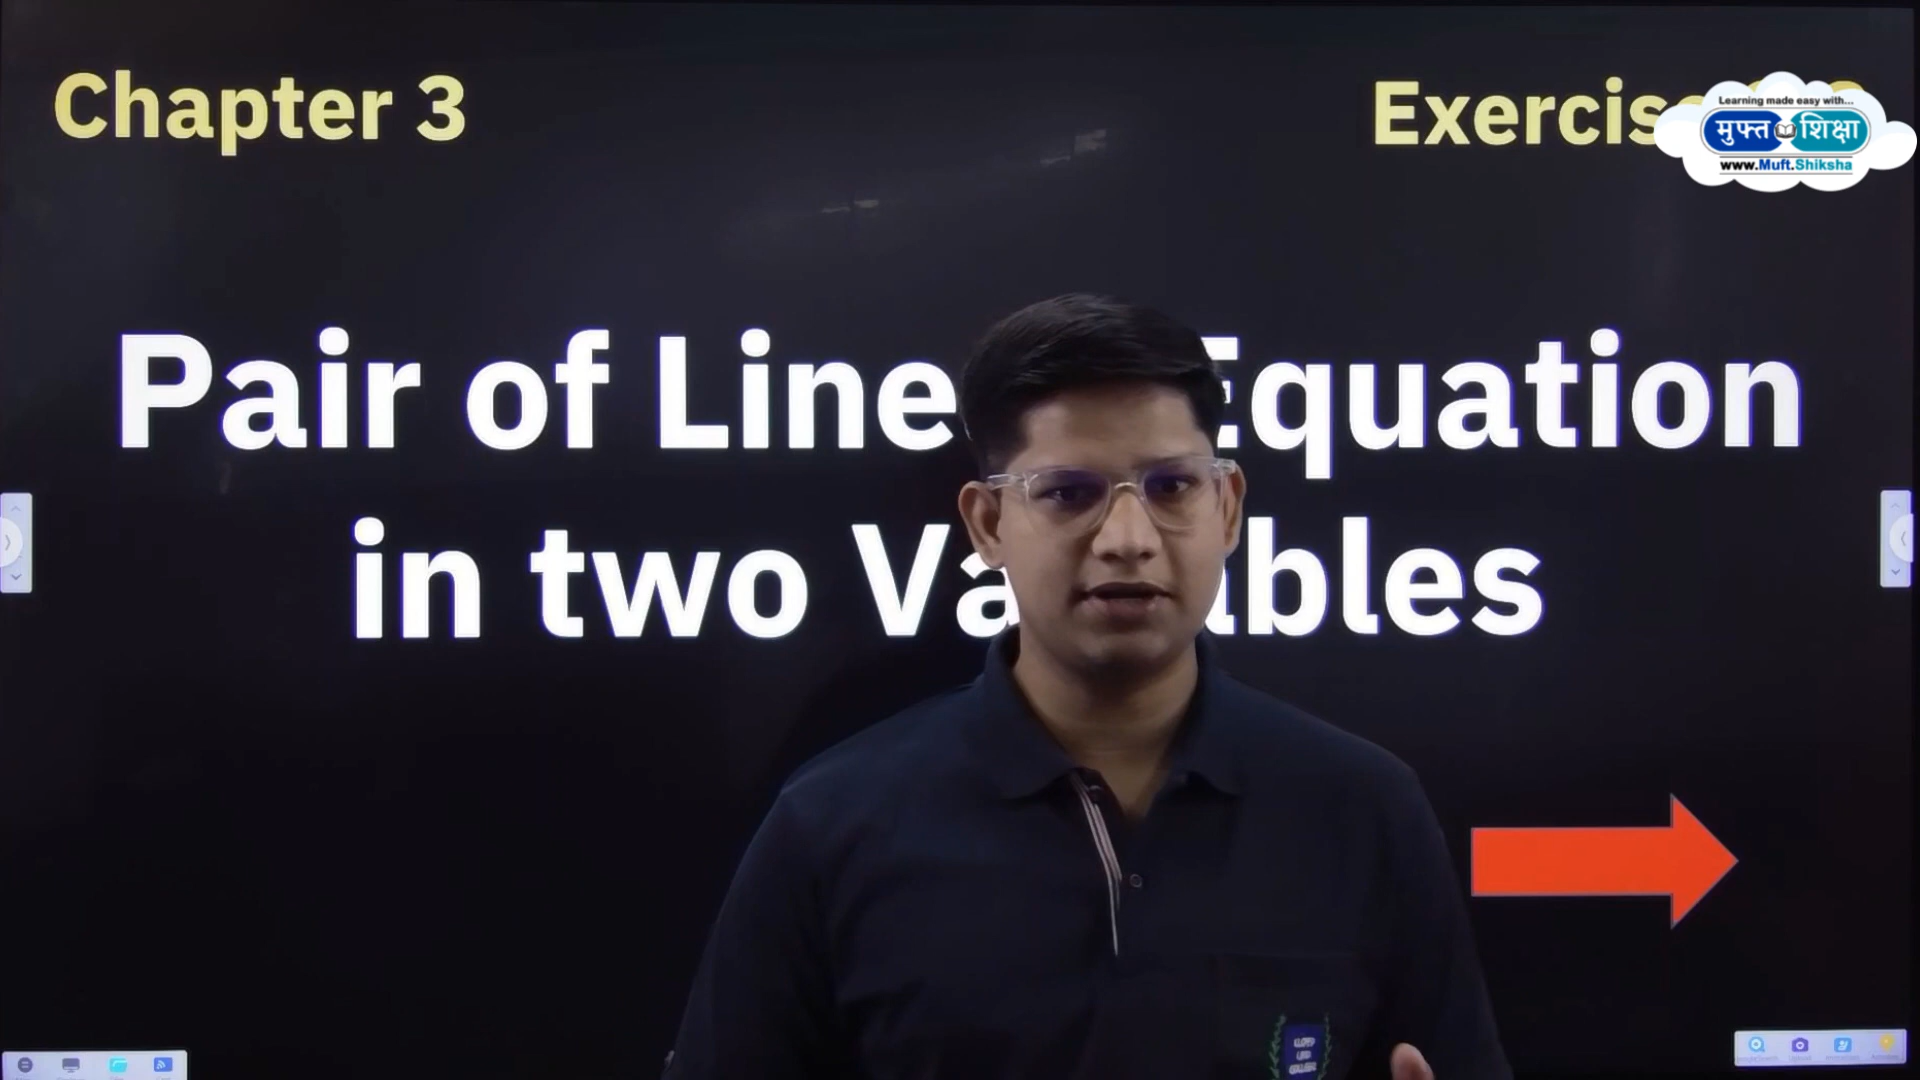 Chapter 3
Exercis
Learning made easy with...
मुफ्त शिक्षा
www.Muft.Shiksha
Pair of Line Equation
in two Va bles